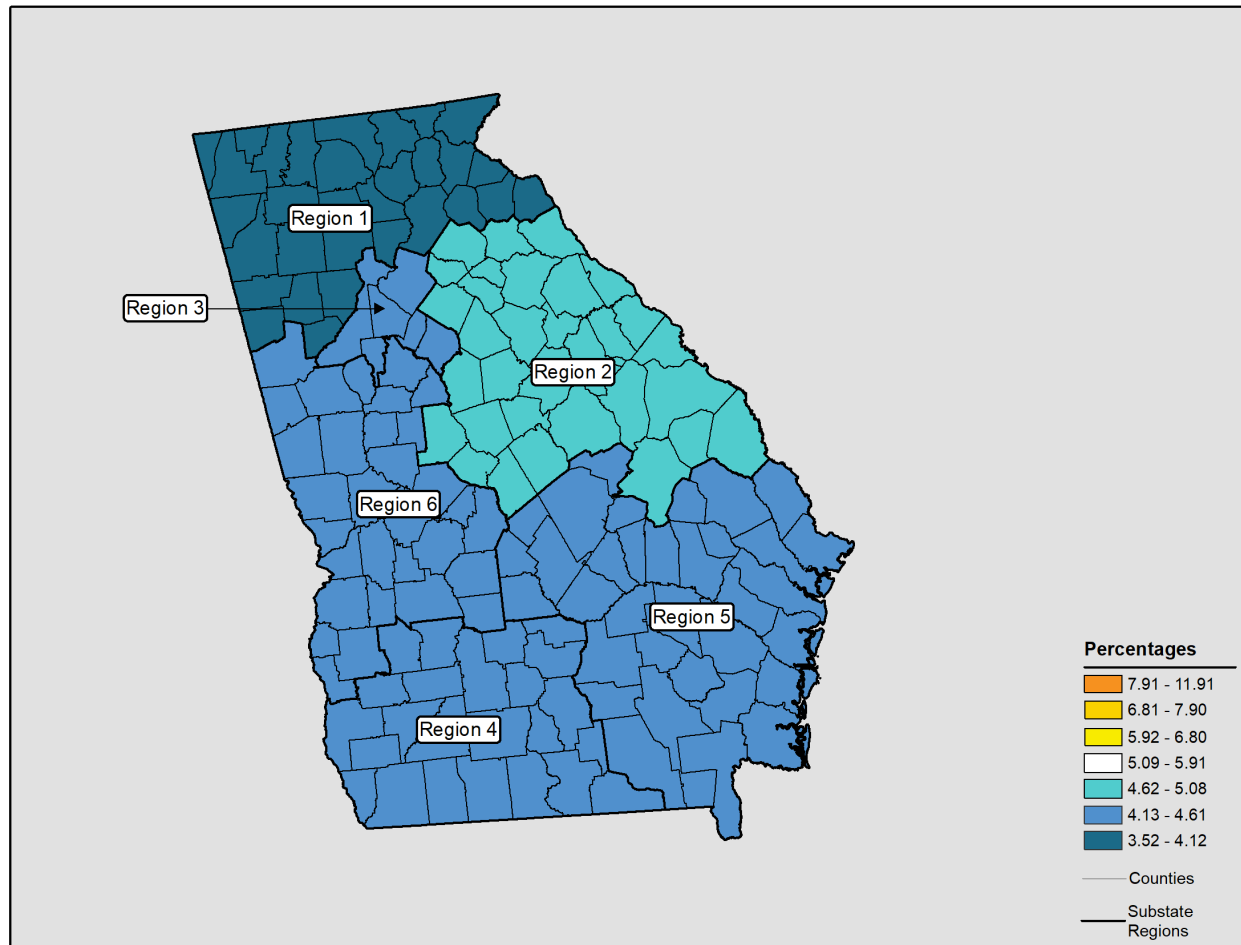 Region 1
Region 3
Region 2
Region 6
Region 5
Region 4
Percentages
7.91 - 11.91
6.81 - 7.90
5.92 - 6.80
5.09 - 5.91
4.62 - 5.08
4.13 - 4.61
3.52 - 4.12
Counties
Substate
Regions